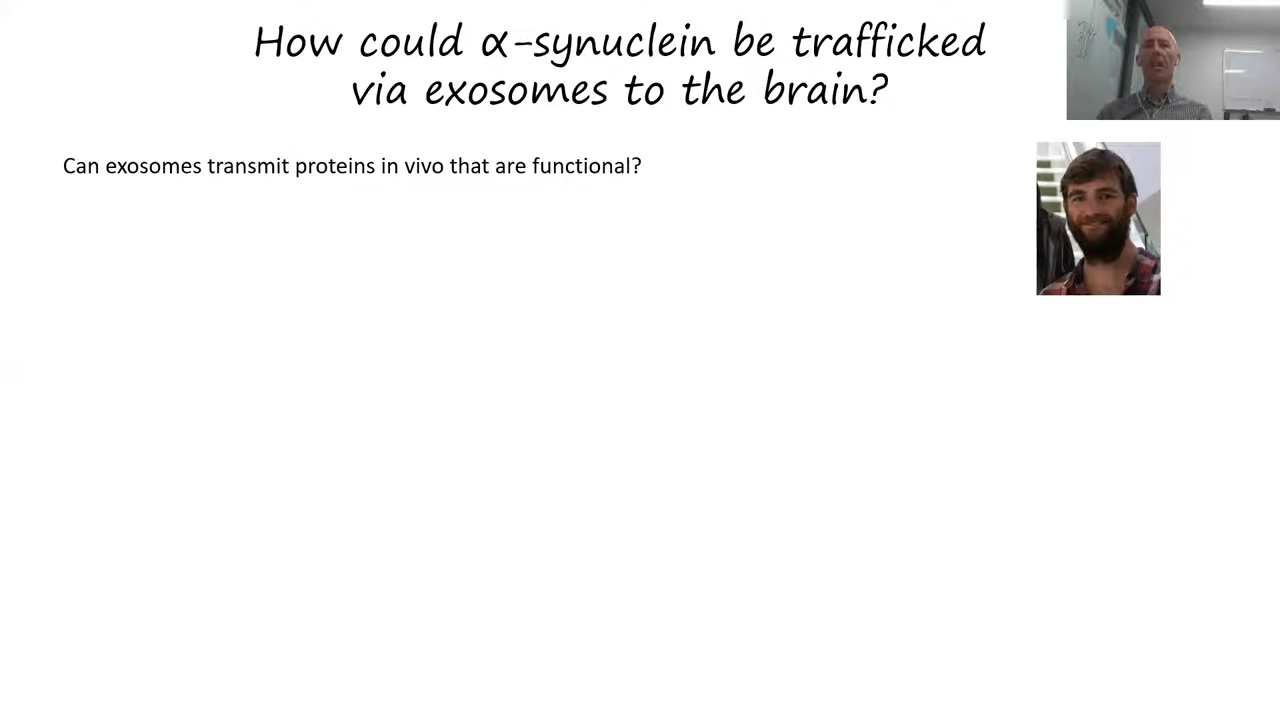 How could α-synuclein be trafficked
via exosomes to the brain?
Can exosomes transmit proteins in vivo that are functional?